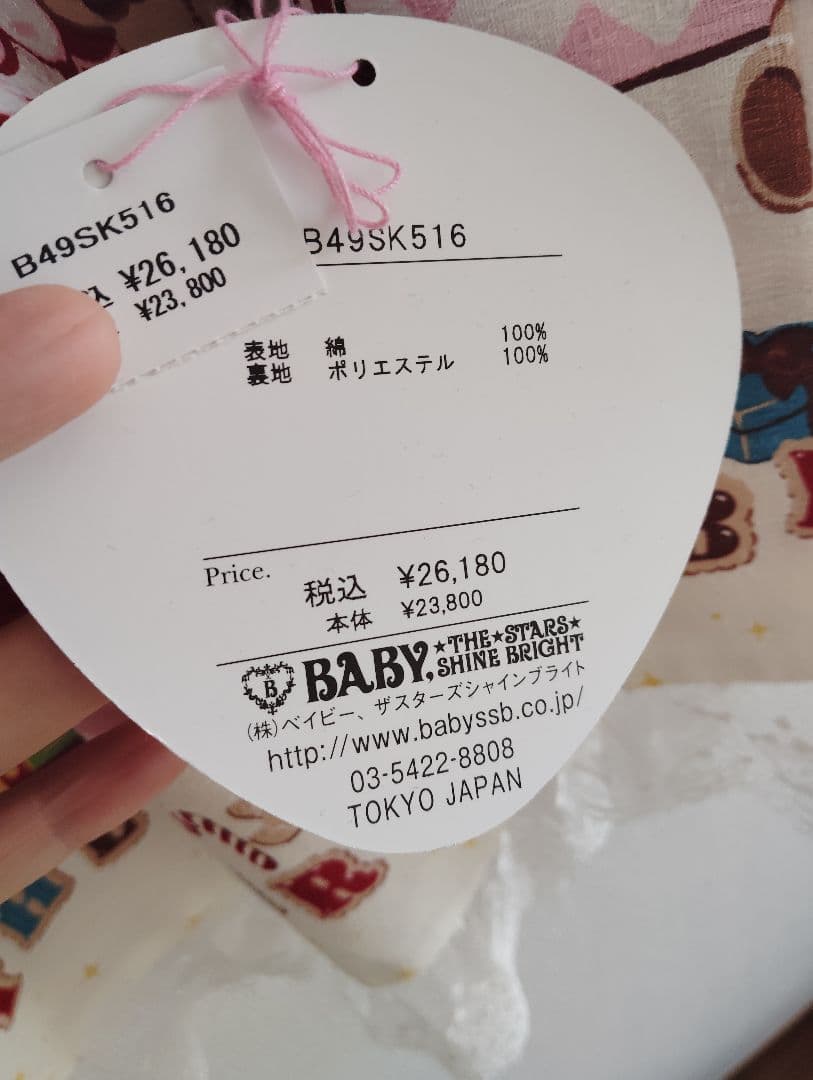 B49SK516
込 ¥26,180
¥23,800
B49SK516
表地 綿 100%
裏地 ポリエステル 100%
Price.
税込 ¥26,180
本体 ¥23,800
B BABY, ★THE★STARS★
SHINE BRIGHT
(株)ベイビー、ザスターズシャインブライト
http://www.babyssb.co.jp/
03-5422-8808
TOKYO JAPAN